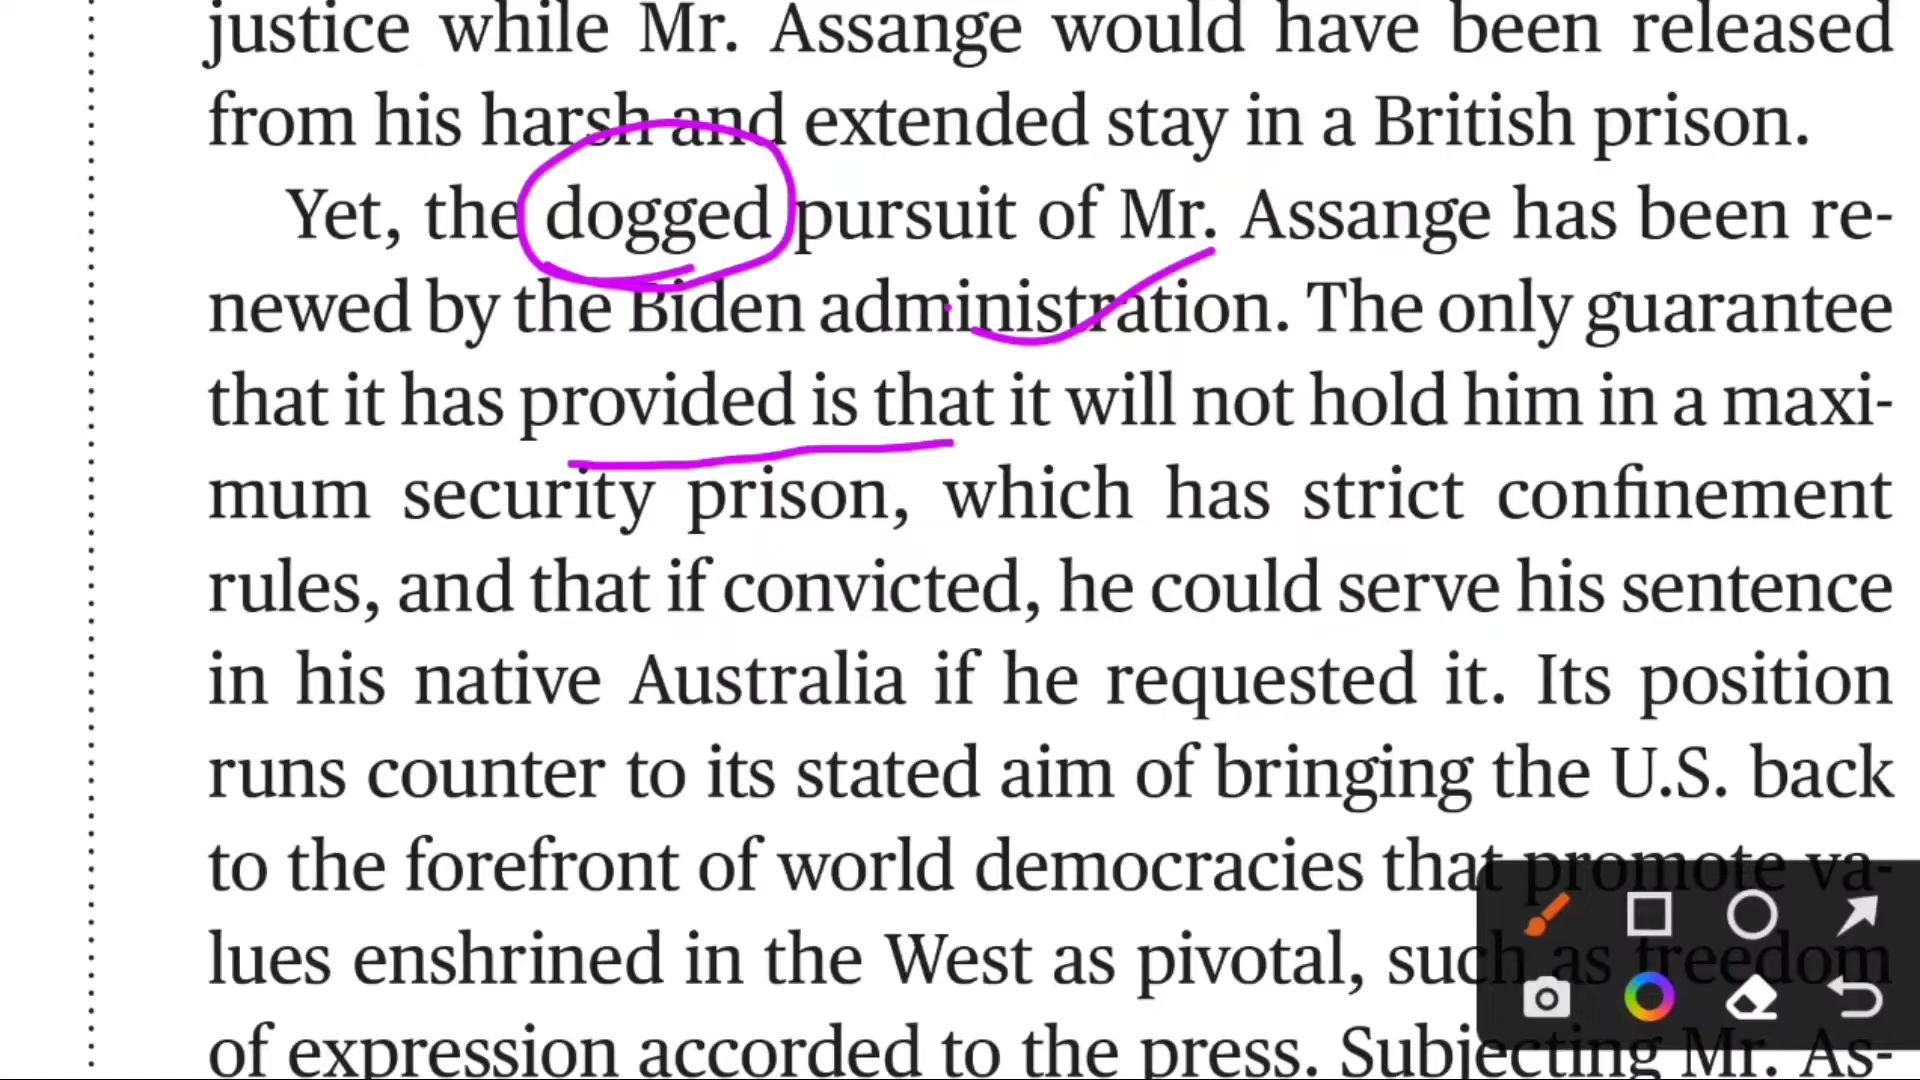 justice while Mr. Assange would have been released
from his harsh and extended stay in a British prison.
Yet, the dogged pursuit of Mr. Assange has been re-
newed by the Biden administration. The only guarantee
that it has provided is that it will not hold him in a maxi-
mum security prison, which has strict confinement
rules, and that if convicted, he could serve his sentence
in his native Australia if he requested it. Its position
runs counter to its stated aim of bringing the U.S. back
to the forefront of world democracies that promote va-
lues enshrined in the West as pivotal, such as freedom
of expression accorded to the press. Subjecting Mr. As-